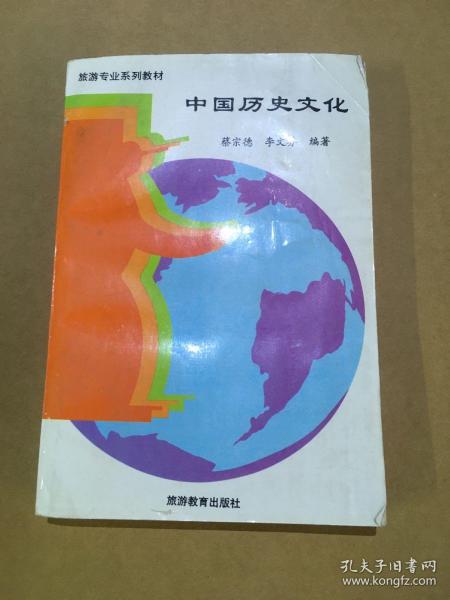 旅游专业系列教材
中国历史文化
蔡宗德 李文 编著
旅游教育出版社
孔夫子旧书网
www.kongfz.com